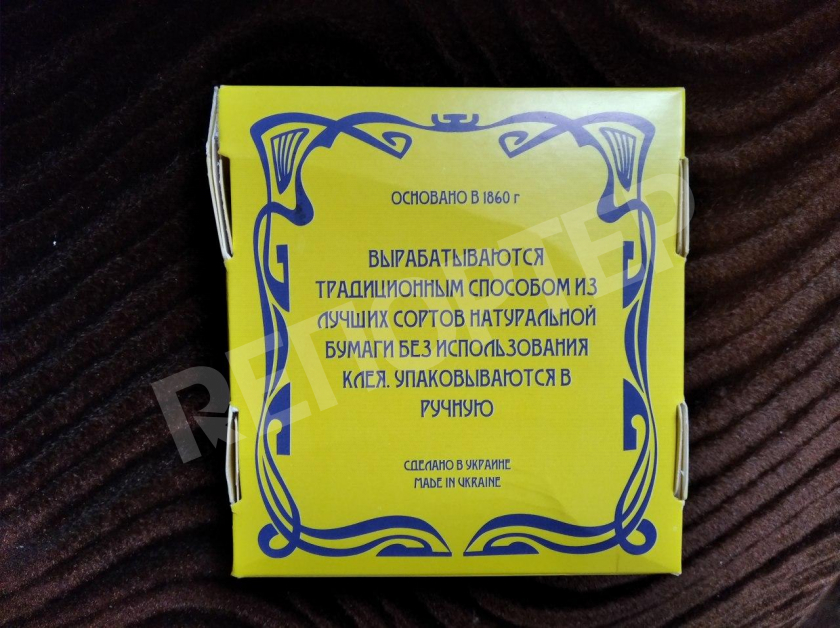 ОСНОВАНО В 1860 г
ВЫРАБАТЫВАЮТСЯ
ТРАДИЦИОННЫМ СПОСОБОМ ИЗ
ЛУЧШИХ СОРТОВ НАТУРАЛЬНОЙ
БУМАГИ БЕЗ ИСПОЛЬЗОВАНИЯ
КЛЕЯ. УПАКОВЫВАЮТСЯ В
РУЧНУЮ
СДЕЛАНО В УКРАИНЕ
MADE IN UKRAINE
RЕПОРТЕР